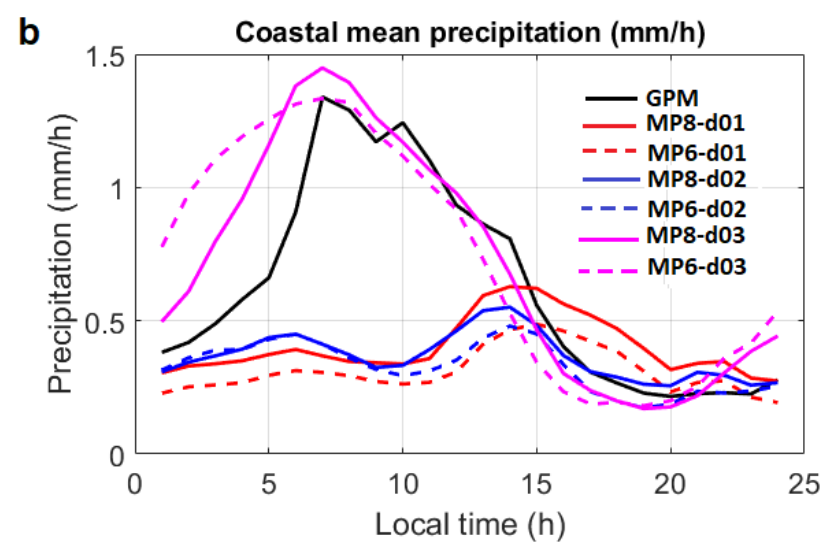 b
Coastal mean precipitation (mm/h)
1.5
1
0.5
0
Precipitation (mm/h)
GPM
MP8-d01
MP6-d01
MP8-d02
MP6-d02
MP8-d03
MP6-d03
0 5 10 15 20 25
Local time (h)